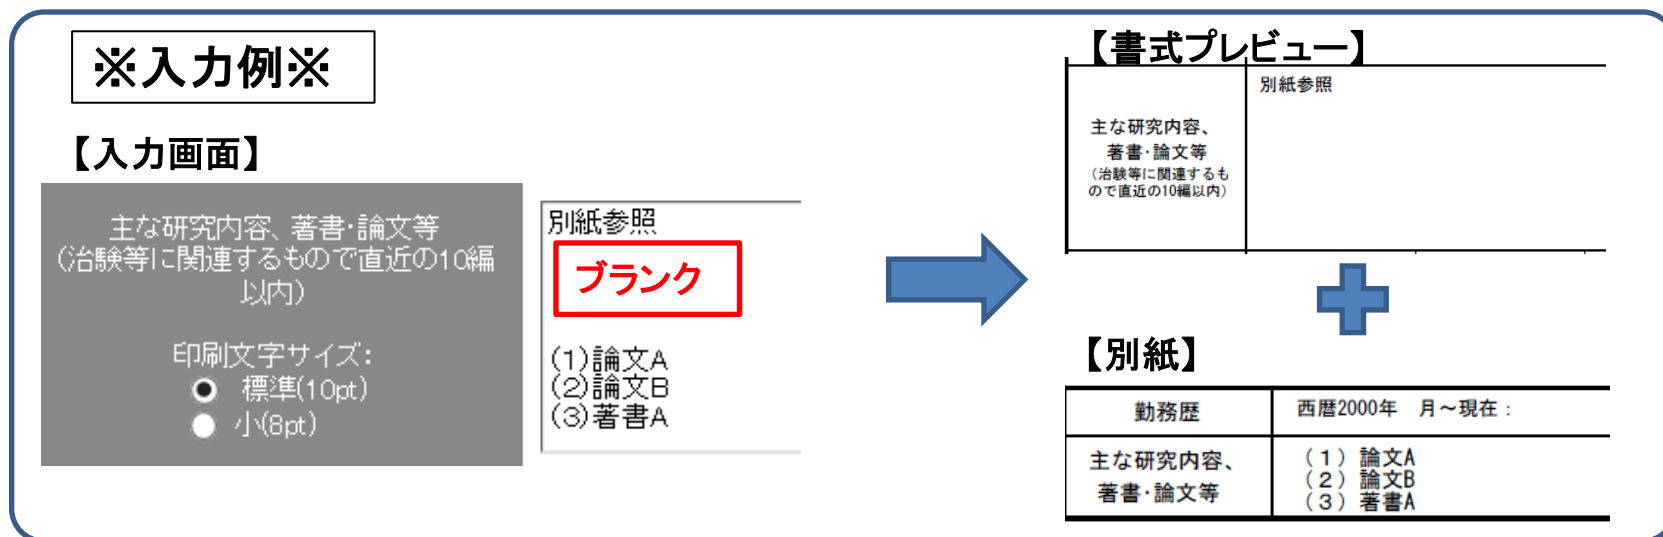 ※入力例※
【入力画面】
主な研究内容、著書・論文等
(治験等に関連するもので直近の10編
以内)
印刷文字サイズ:
標準(10pt)
小(8pt)
別紙参照
ブランク
(1)論文A
(2)論文B
(3)著書A
【書式プレビュー】
主な研究内容、
著書・論文等
(治験等に関連するも
ので直近の10編以内)
別紙参照
【別紙】
勤務歴
西暦2000年 月~現在:
主な研究内容、
著書・論文等
(1)論文A
(2)論文B
(3)著書A